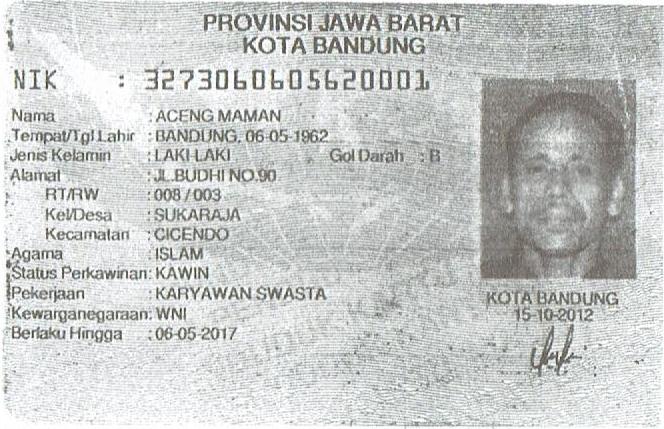 PROVINSI JAWA BARAT
KOTA BANDUNG
NIK : 3273060605620001
Nama : ACENG MAMAN
Tempat/Tgl Lahir : BANDUNG, 06-05-1962
Jenis Kelamin : LAKI-LAKI Gol Darah : B
Alamat : JL.BUDHI NO.90
RT/RW : 008 / 003
Kel/Desa : SUKARAJA
Kecamatan : CICENDO
Agama : ISLAM
Status Perkawinan: KAWIN
Pekerjaan : KARYAWAN SWASTA
Kewarganegaraan: WNI
Berlaku Hingga : 06-05-2017
KOTA BANDUNG
15-10-2012